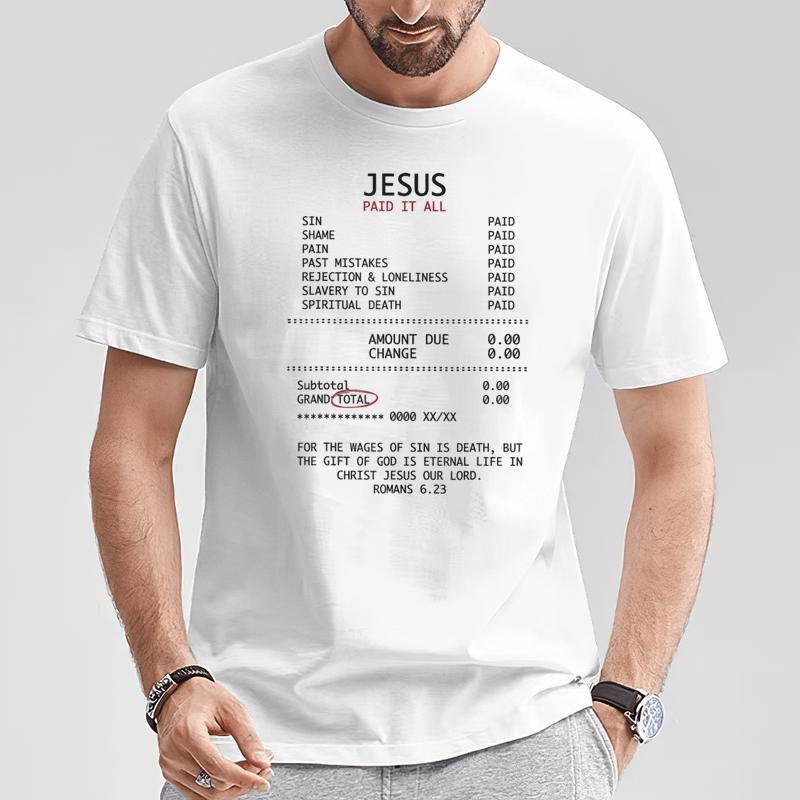 JESUS
PAID IT ALL
SIN PAID
SHAME PAID
PAIN PAID
PAST MISTAKES PAID
REJECTION & LONELINESS PAID
SLAVERY TO SIN PAID
SPIRITUAL DEATH PAID
AMOUNT DUE 0.00
CHANGE 0.00
Subtotal 0.00
GRAND TOTAL 0.00
************* 0000 XX/XX
FOR THE WAGES OF SIN IS DEATH, BUT
THE GIFT OF GOD IS ETERNAL LIFE IN
CHRIST JESUS OUR LORD.
ROMANS 6.23